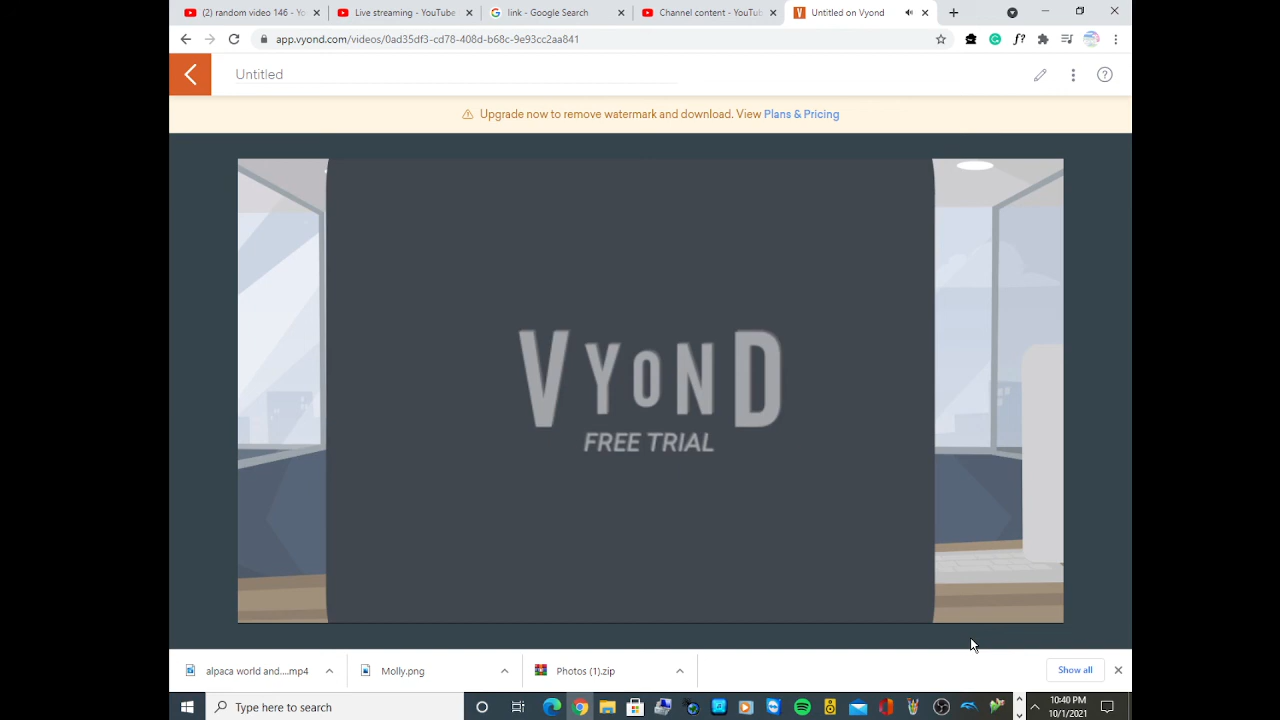 (2) random video 146 - Yo
Live streaming - YouTube
link - Google Search
Channel content - YouTub
Untitled on Vyond
app.vyond.com/videos/0ad35df3-cd78-408d-b68c-9e93cc2aa841
f?
Untitled
Upgrade now to remove watermark and download. View Plans & Pricing
VYOND
FREE TRIAL
alpaca world and....mp4
Molly.png
Photos (1).zip
Show all
Type here to search
10:40 PM
10/1/2021